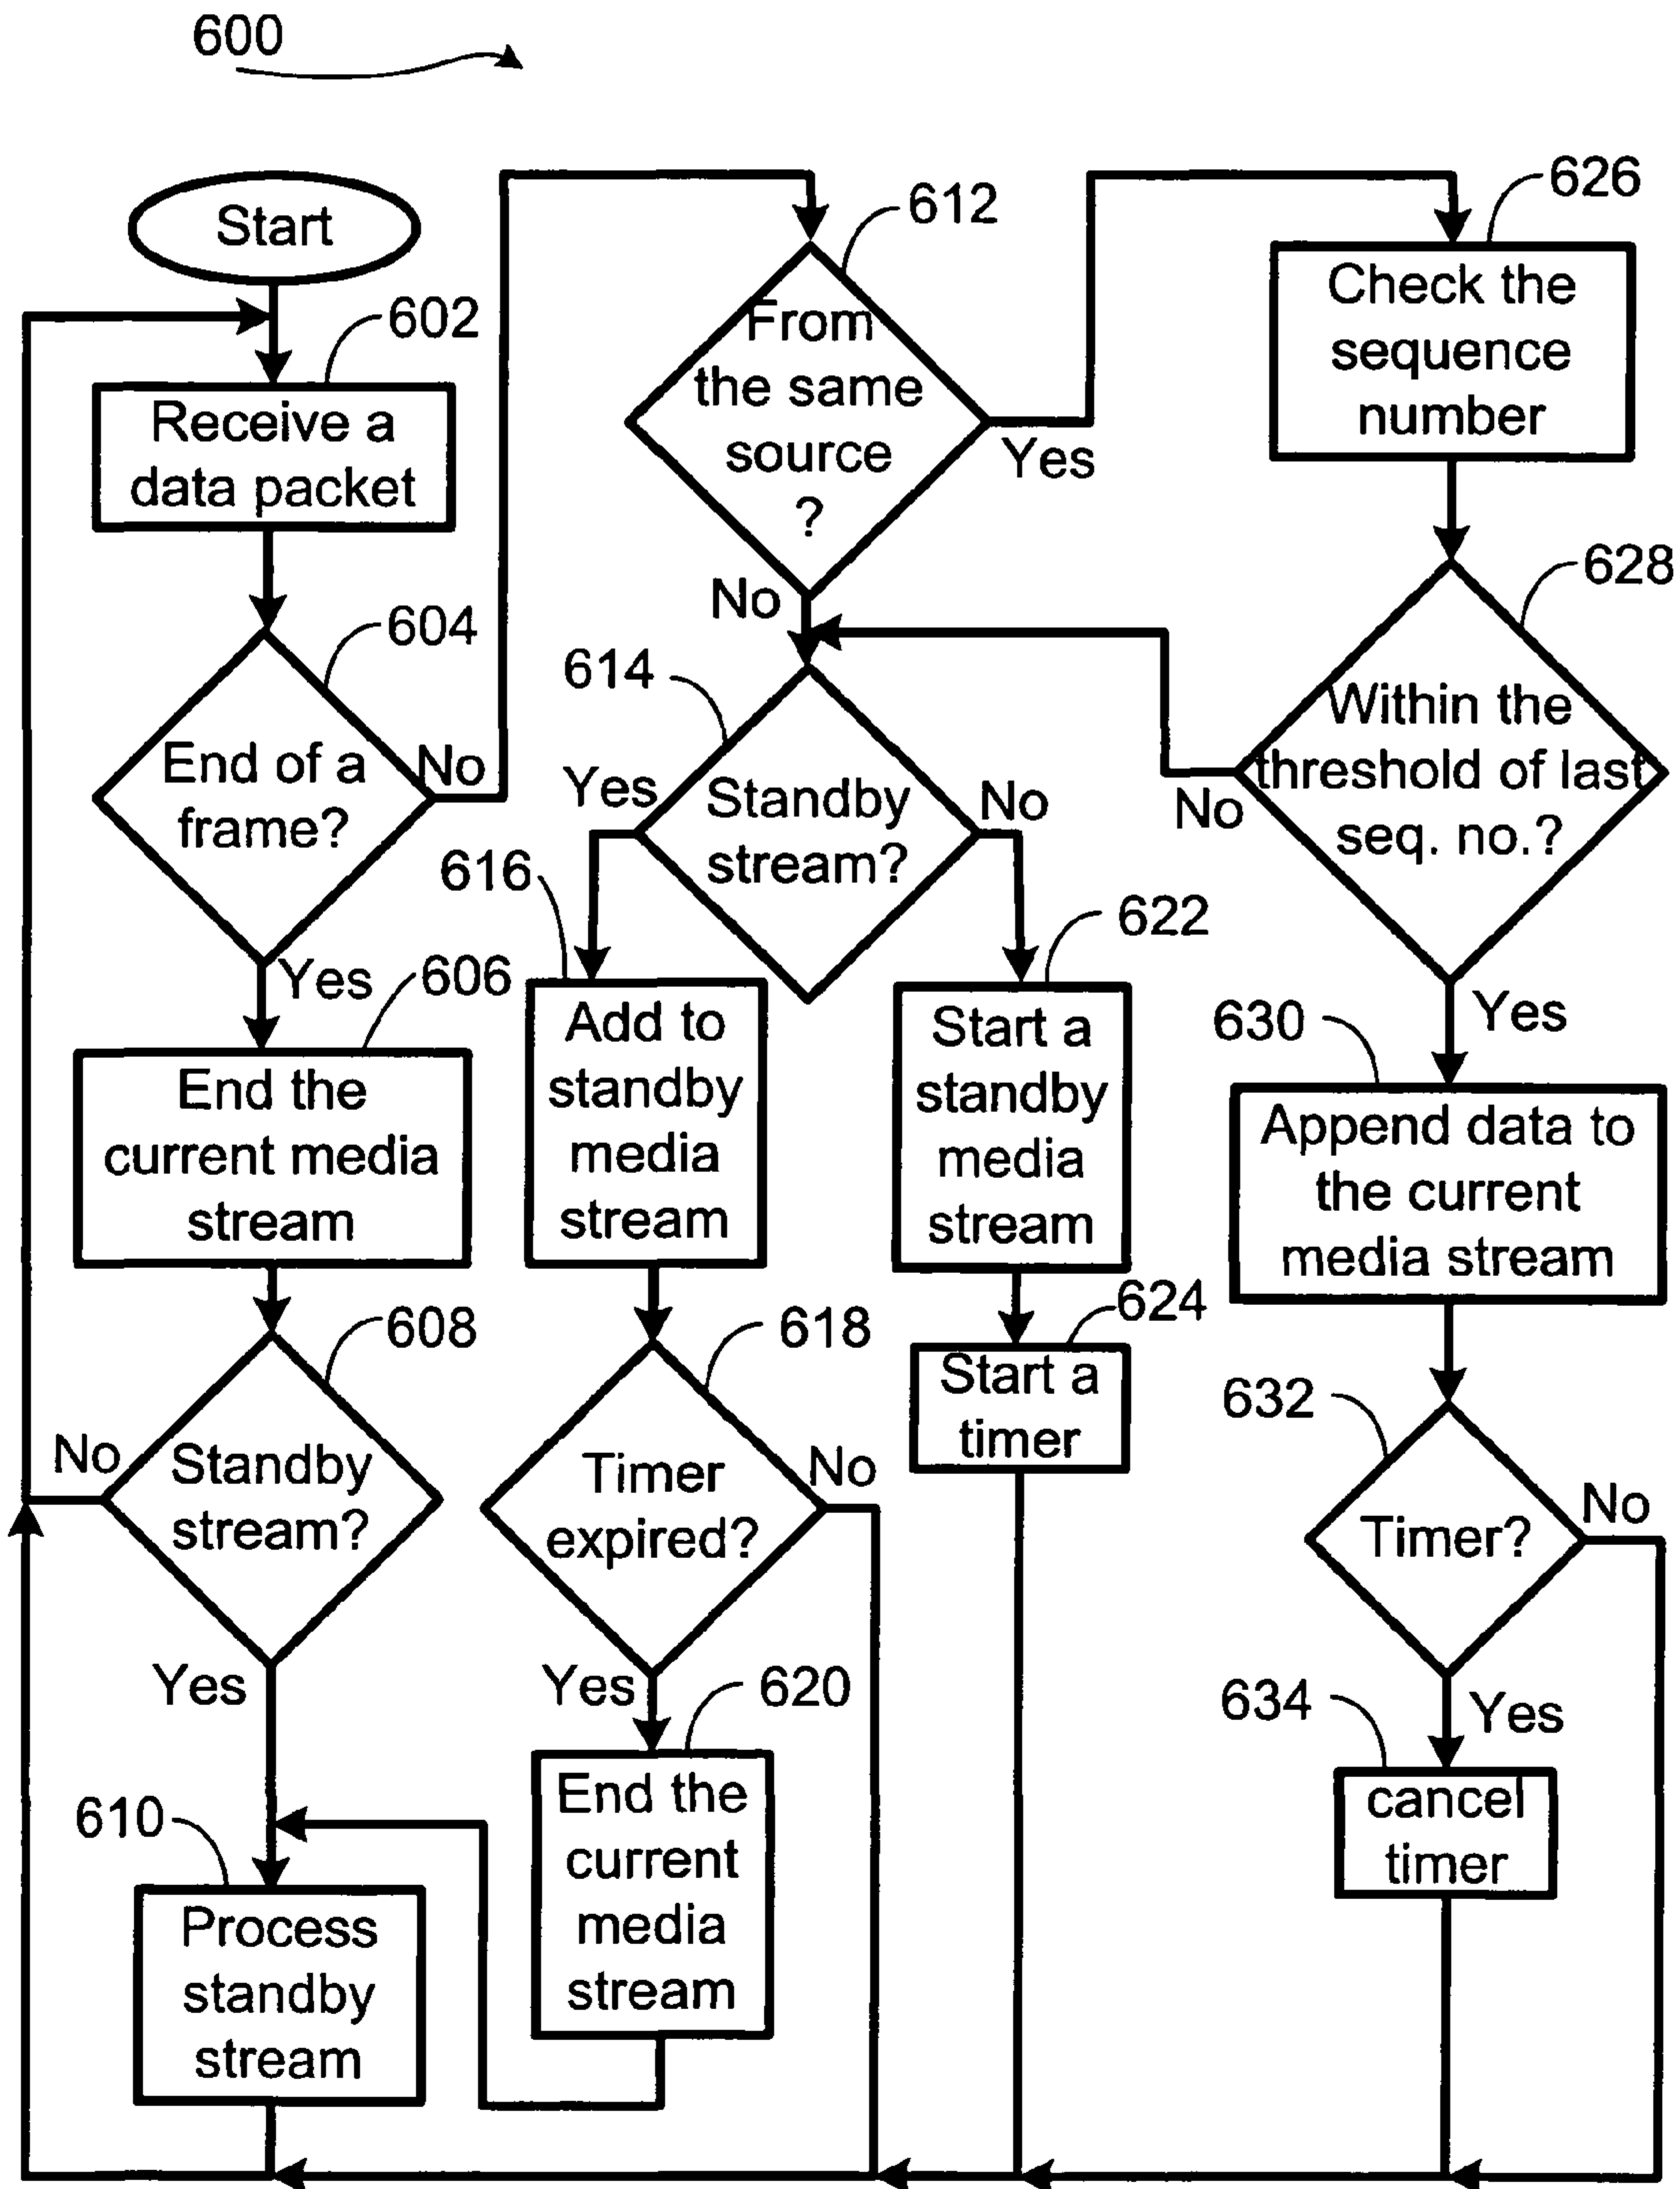 600
Start
602
Receive a
data packet
604
End of a
frame?
No
Yes
606
End the
current media
stream
608
No
Standby
stream?
Yes
610
Process
standby
stream
612
From
the same
source
?
Yes
No
614
Yes
Standby
stream?
No
616
Add to
standby
media
stream
618
Timer
expired?
No
Yes
620
End the
current
media
stream
622
Start a
standby
media
stream
624
Start a
timer
626
Check the
sequence
number
628
Within the
threshold of last
seq. no.?
No
Yes
630
Append data to
the current
media stream
632
Timer?
No
Yes
634
cancel
timer